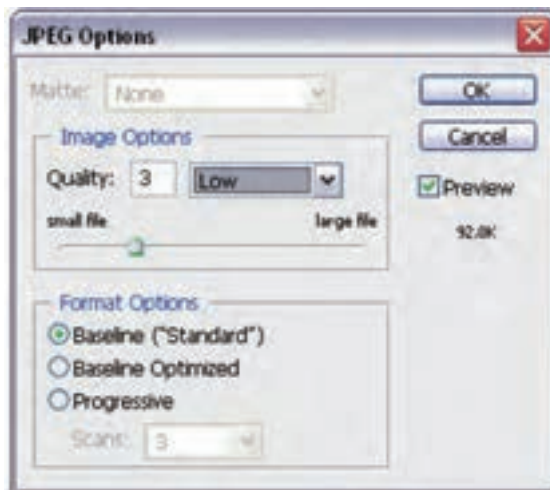 JPEG Options
Matte: None
OK
Image Options
Cancel
Quality: 3 Low
Preview
small file large file
92.8K
Format Options
Baseline ("Standard")
Baseline Optimized
Progressive
Scans: 3